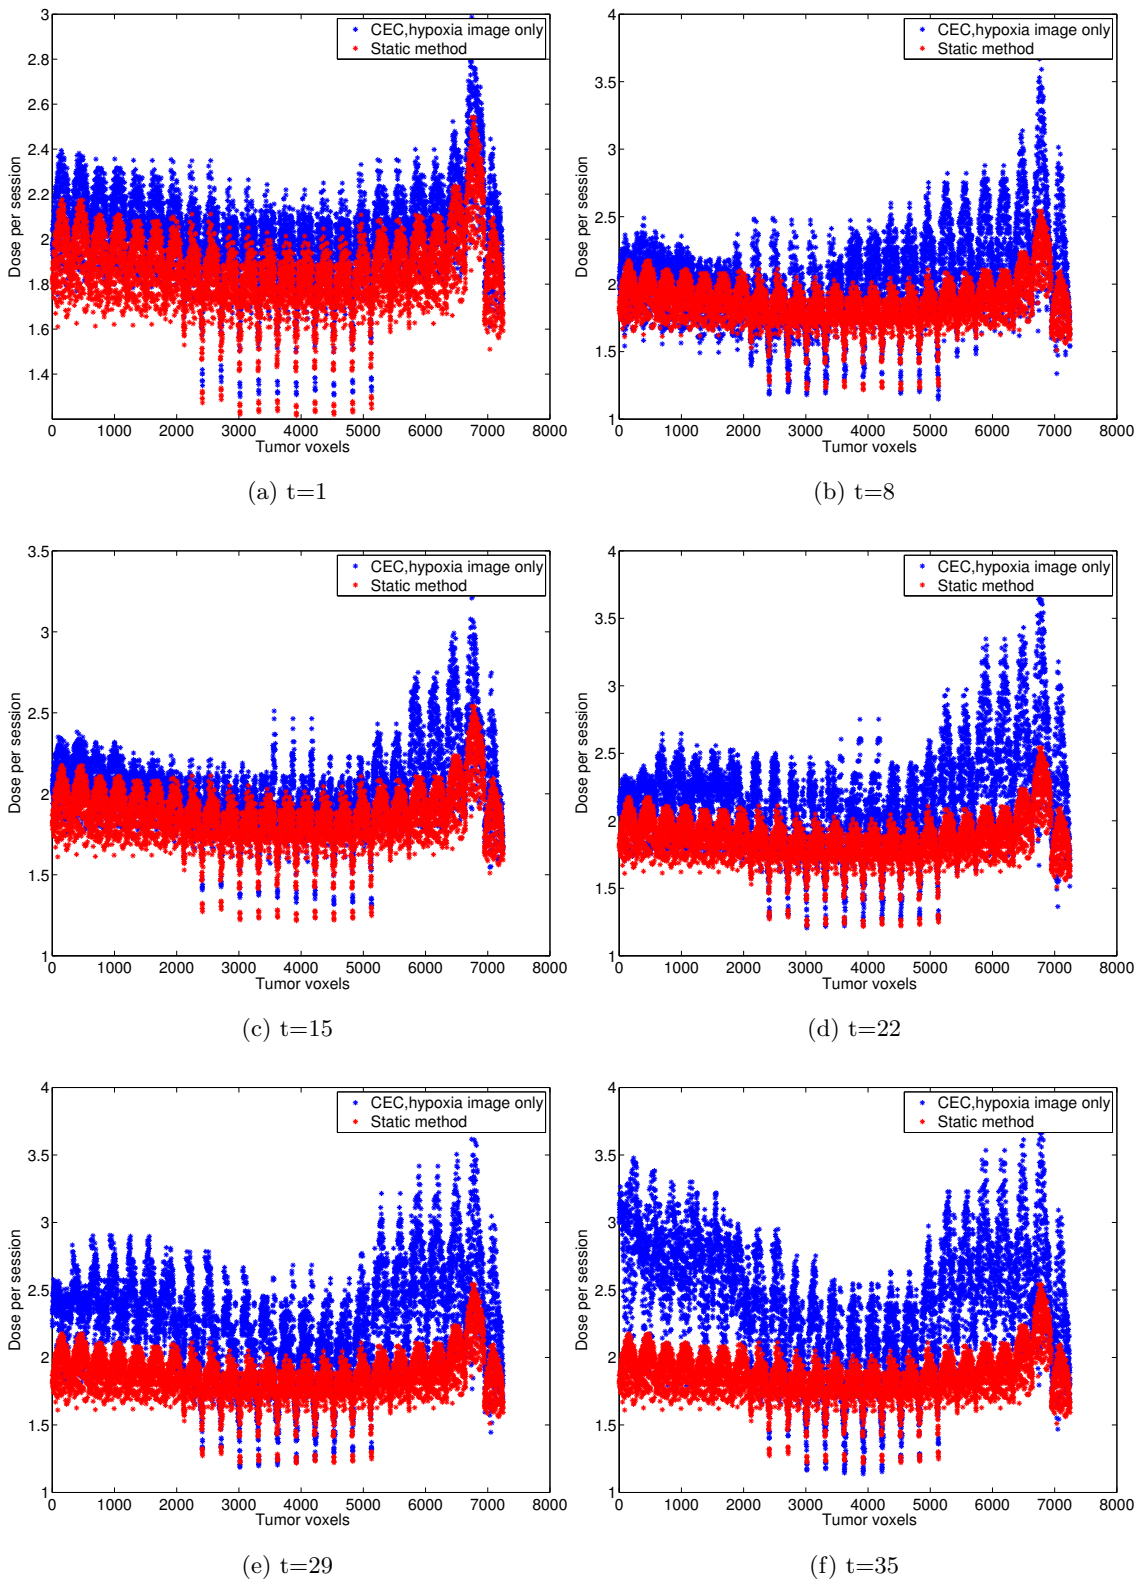 3
2.8
2.6
2.4
2.2
2
1.8
1.6
1.4
Dose per session
CEC,hypoxia image only
Static method
0 1000 2000 3000 4000 5000 6000 7000 8000
Tumor voxels
(a) t=1
4
3.5
3
2.5
2
1.5
1
Dose per session
CEC,hypoxia image only
Static method
0 1000 2000 3000 4000 5000 6000 7000 8000
Tumor voxels
(b) t=8
3.5
3
2.5
2
1.5
1
Dose per session
CEC,hypoxia image only
Static method
0 1000 2000 3000 4000 5000 6000 7000 8000
Tumor voxels
(c) t=15
4
3.5
3
2.5
2
1.5
1
Dose per session
CEC,hypoxia image only
Static method
0 1000 2000 3000 4000 5000 6000 7000 8000
Tumor voxels
(d) t=22
4
3.5
3
2.5
2
1.5
1
Dose per session
CEC,hypoxia image only
Static method
0 1000 2000 3000 4000 5000 6000 7000 8000
Tumor voxels
(e) t=29
4
3.5
3
2.5
2
1.5
1
Dose per session
CEC,hypoxia image only
Static method
0 1000 2000 3000 4000 5000 6000 7000 8000
Tumor voxels
(f) t=35